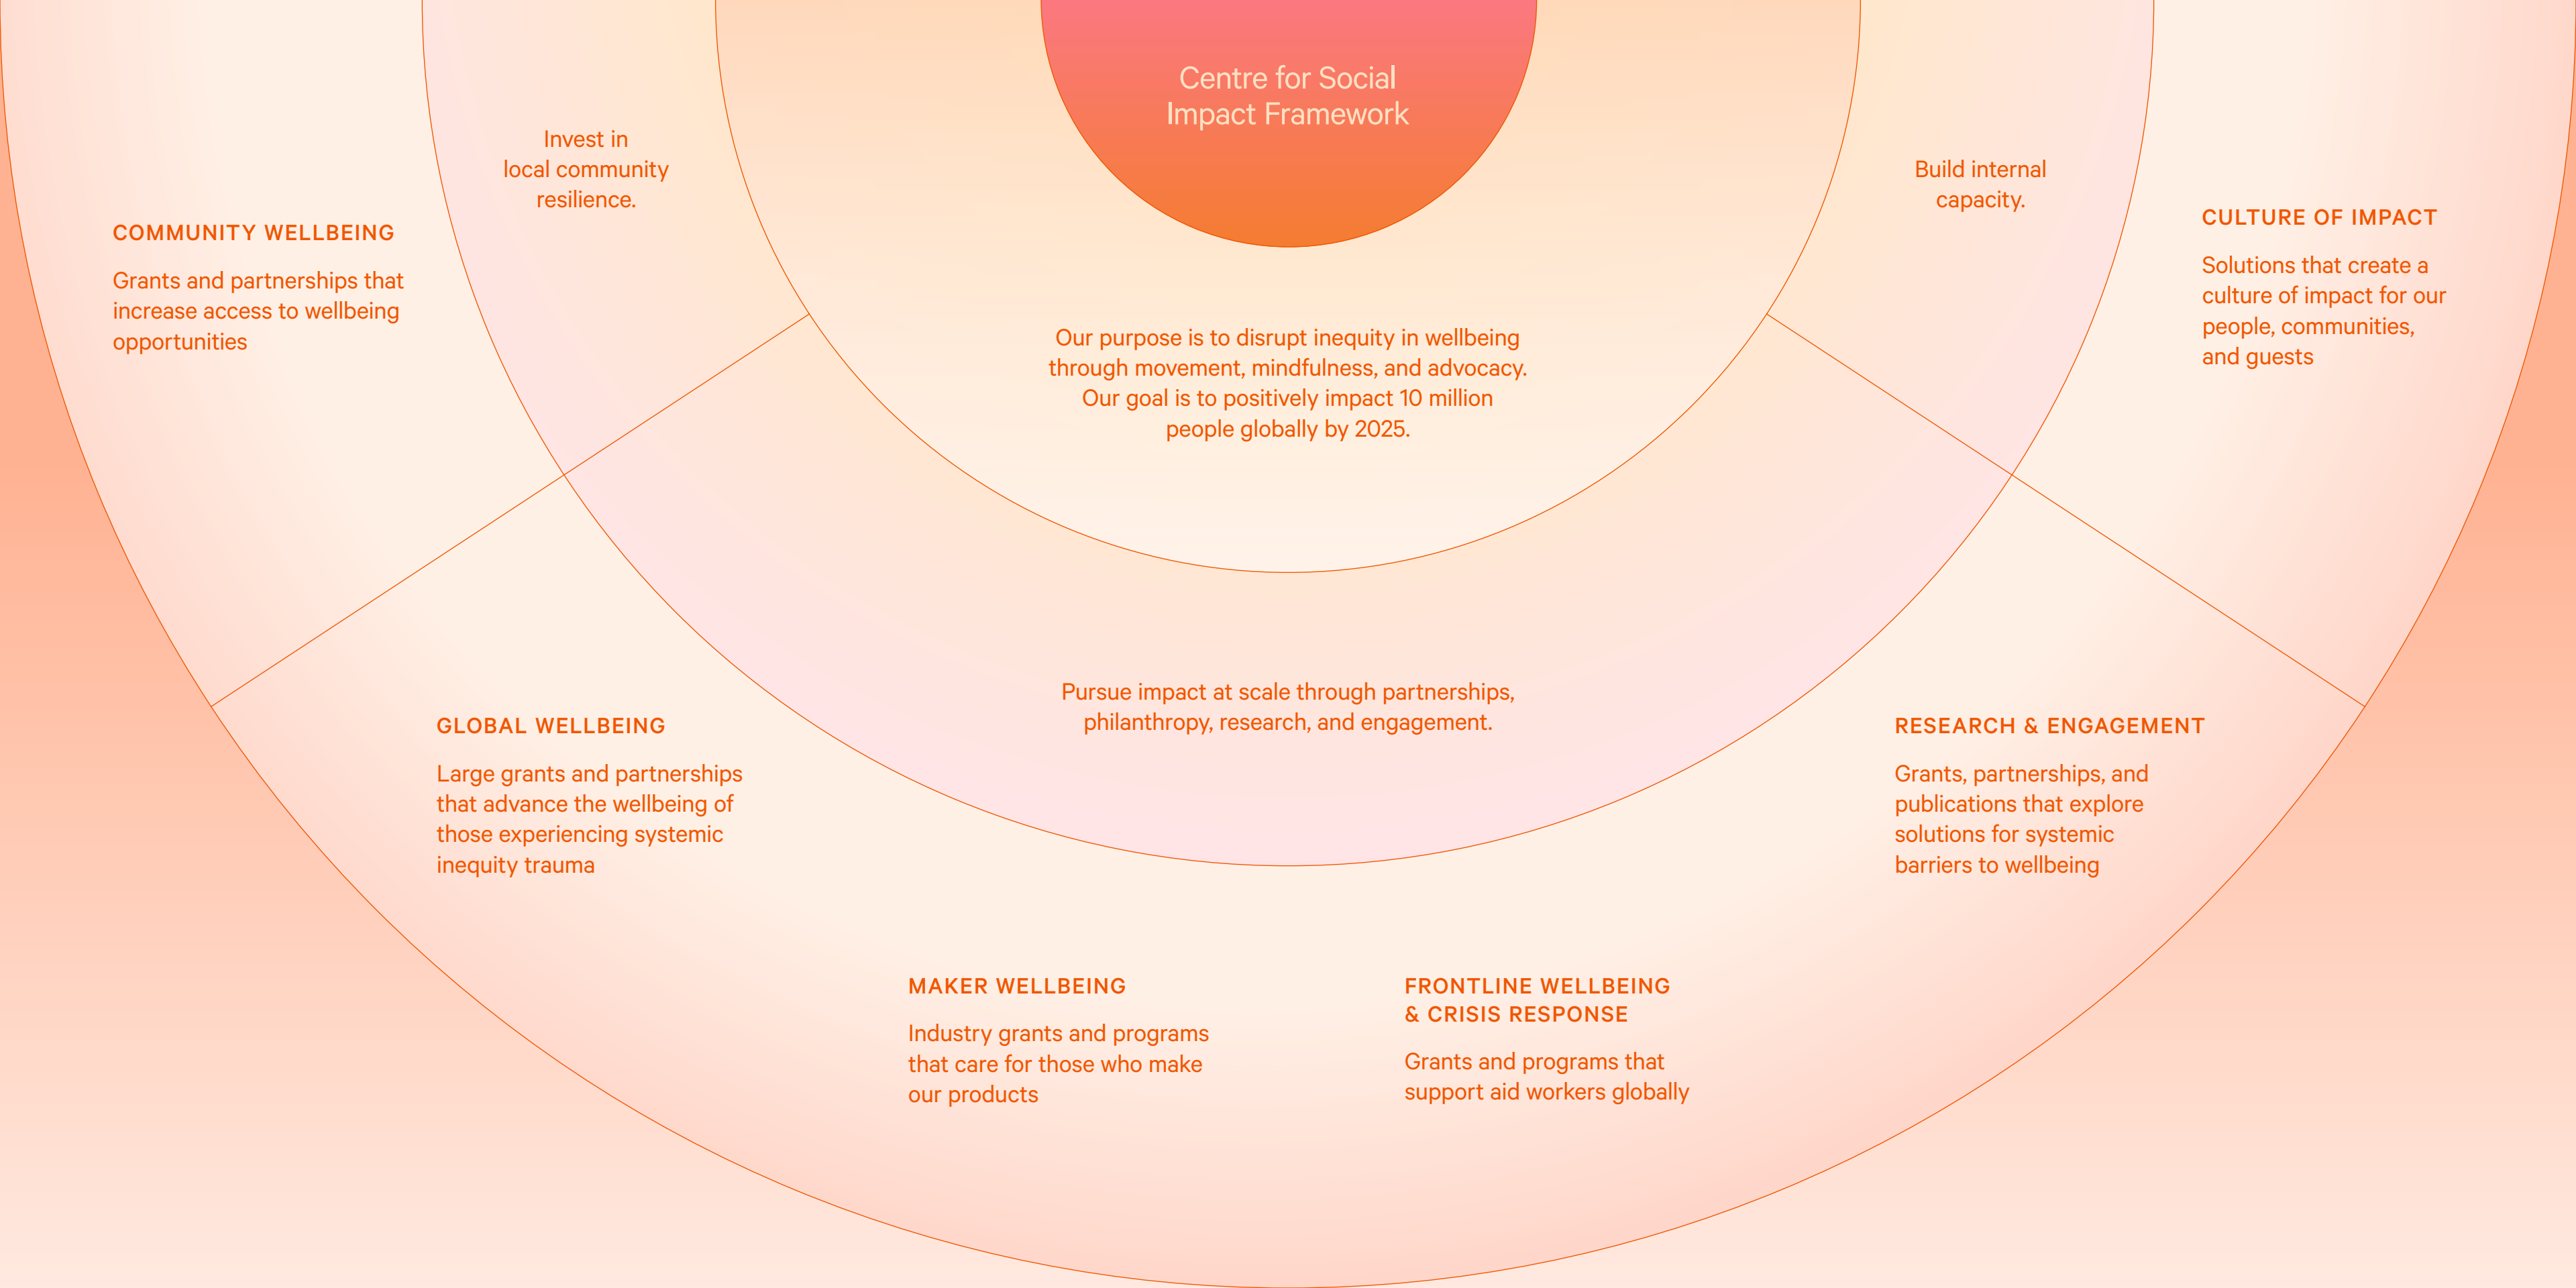 Centre for Social
Impact Framework
Our purpose is to disrupt inequity in wellbeing
through movement, mindfulness, and advocacy.
Our goal is to positively impact 10 million
people globally by 2025.
Invest in
local community
resilience.
Pursue impact at scale through partnerships,
philanthropy, research, and engagement.
Build internal
capacity.
COMMUNITY WELLBEING
Grants and partnerships that
increase access to wellbeing
opportunities
GLOBAL WELLBEING
Large grants and partnerships
that advance the wellbeing of
those experiencing systemic
inequity trauma
MAKER WELLBEING
Industry grants and programs
that care for those who make
our products
FRONTLINE WELLBEING
& CRISIS RESPONSE
Grants and programs that
support aid workers globally
RESEARCH & ENGAGEMENT
Grants, partnerships, and
publications that explore
solutions for systemic
barriers to wellbeing
CULTURE OF IMPACT
Solutions that create a
culture of impact for our
people, communities,
and guests